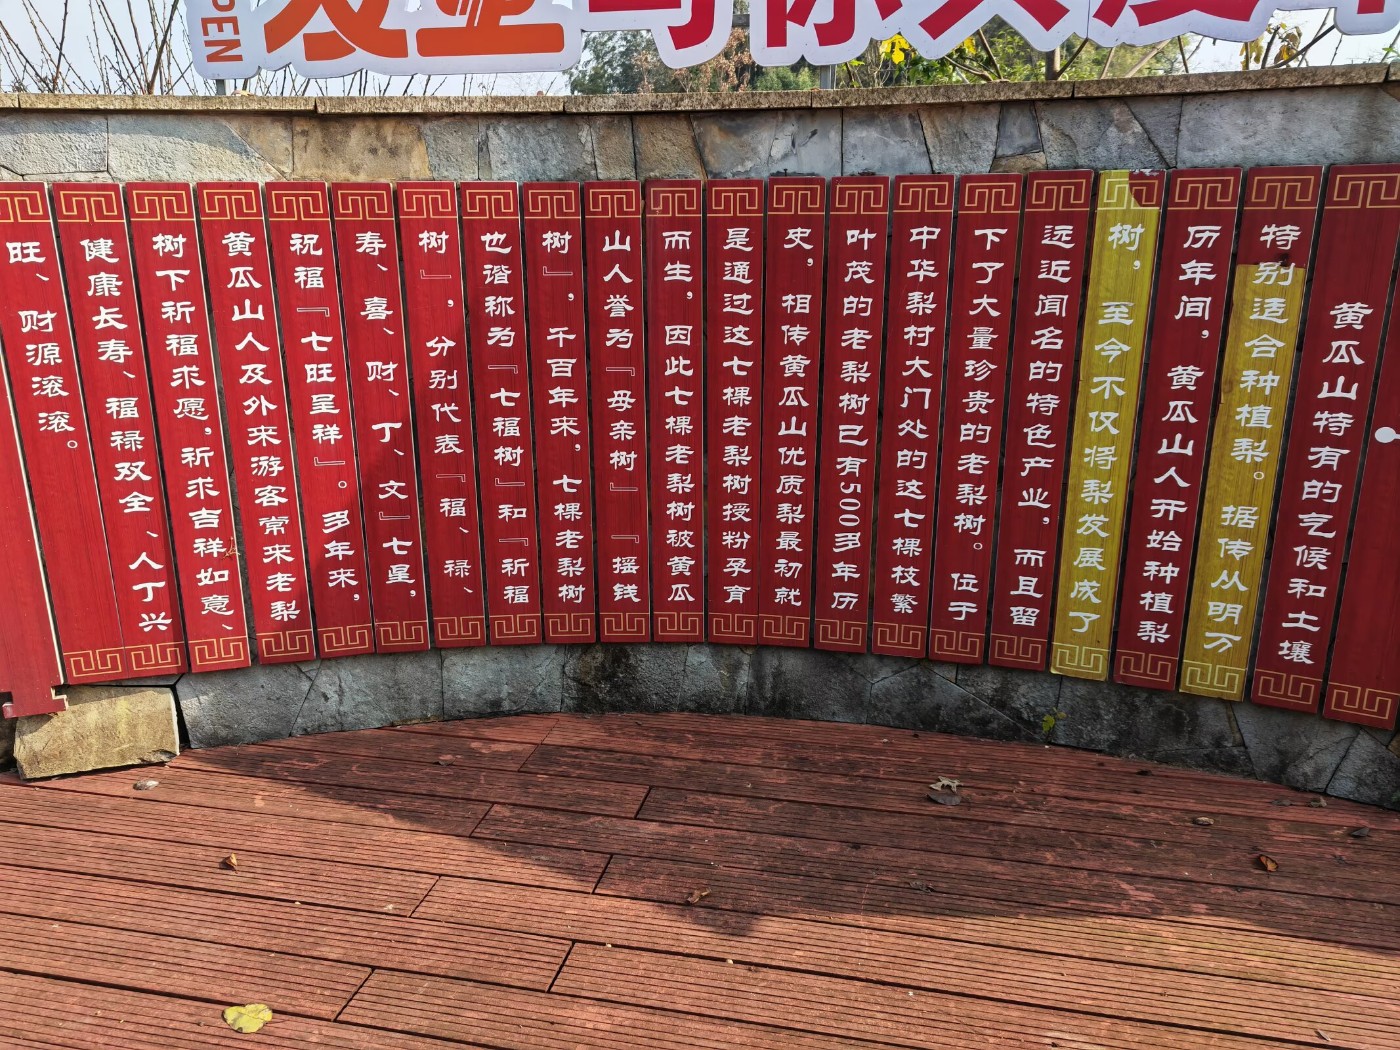 PEN
黄瓜山特有的气候和土壤
特别适合种植梨。据传从明万
历年间，黄瓜山人开始种植梨
树，至今不仅将梨发展成了
远近闻名的特色产业，而且留
下了大量珍贵的老梨树。位于
中华梨村大门处的这七棵枝繁
叶茂的老梨树已有500多年历
史，相传黄瓜山优质梨最初就
是通过这七棵老梨树授粉孕育
而生，因此七棵老梨树被黄瓜
山人誉为『母亲树』『摇钱
树』，千百年来，七棵老梨树
也谐称为『七福树』和『祈福
树』，分别代表『福、禄、
寿、喜、财、丁、文』七星，
祝福『七旺呈祥』。多年来，
黄瓜山人及外来游客常来老梨
树下祈福求愿，祈求吉祥如意、
健康长寿、福禄双全、人丁兴
旺、财源滚滚。